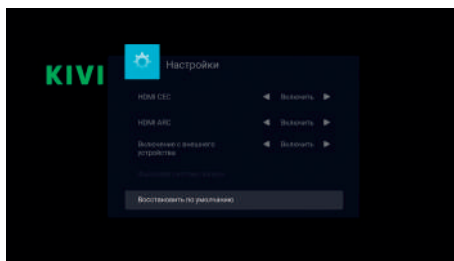 KIVI
Настройки
HDMI CEC
Включить
HDMI ARC
Включить
Включение с внешнего
устройства
Включить
Восстановить по умолчанию